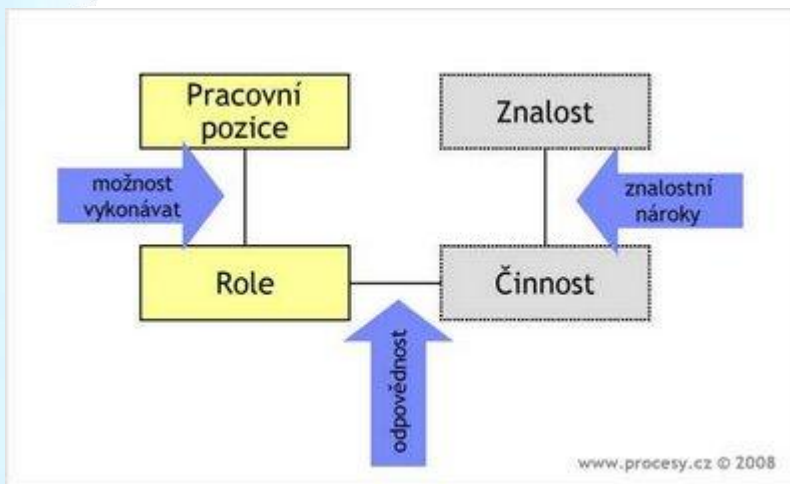 Pracovní
pozice
Znalost
možnost
vykonávat
znalostní
nároky
Role
Činnost
odpovědnost
www.procesy.cz © 2008